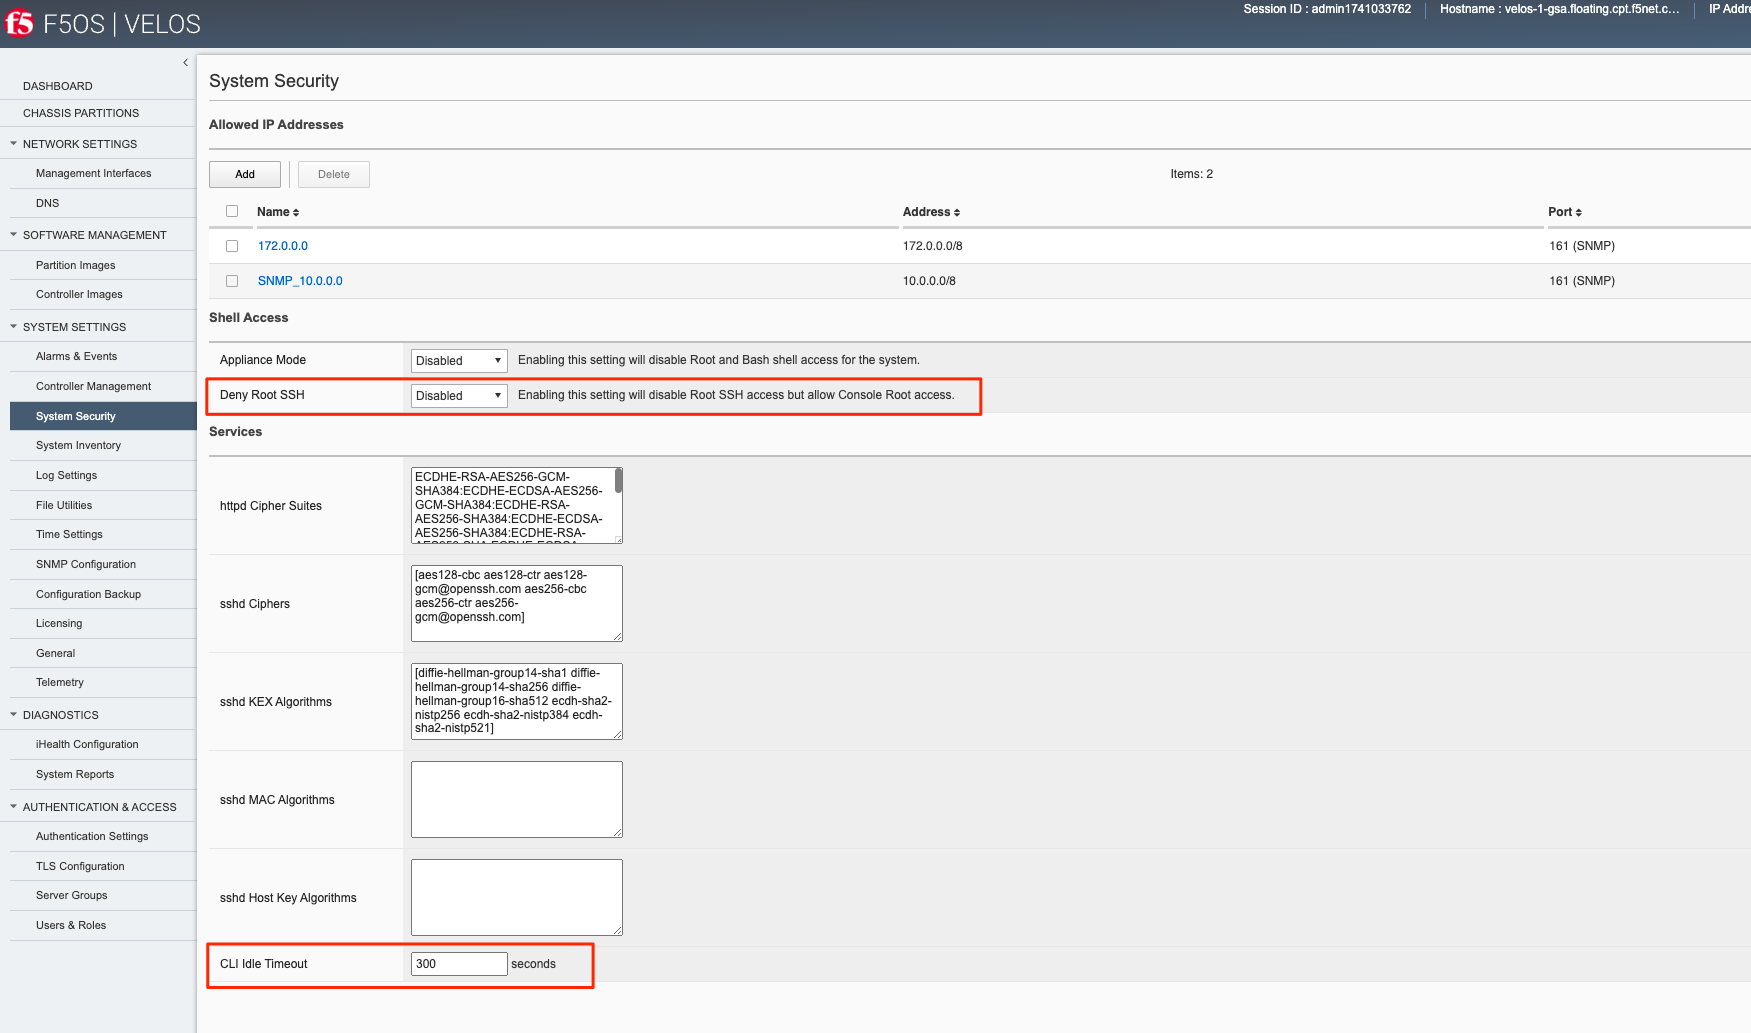 f5 F5OS | VELOS
Session ID : admin1741033762
Hostname : velos-1-gsa.floating.cpt.f5net.c...
IP Addre
DASHBOARD
CHASSIS PARTITIONS
NETWORK SETTINGS
Management Interfaces
DNS
SOFTWARE MANAGEMENT
Partition Images
Controller Images
SYSTEM SETTINGS
Alarms & Events
Controller Management
System Security
System Inventory
Log Settings
File Utilities
Time Settings
SNMP Configuration
Configuration Backup
Licensing
General
Telemetry
DIAGNOSTICS
iHealth Configuration
System Reports
AUTHENTICATION & ACCESS
Authentication Settings
TLS Configuration
Server Groups
Users & Roles
System Security
Allowed IP Addresses
Add Delete Items: 2
Name Address Port
172.0.0.0 172.0.0.0/8 161 (SNMP)
SNMP_10.0.0.0 10.0.0.0/8 161 (SNMP)
Shell Access
Appliance Mode Disabled Enabling this setting will disable Root and Bash shell access for the system.
Deny Root SSH Disabled Enabling this setting will disable Root SSH access but allow Console Root access.
Services
httpd Cipher Suites
ECDHE-RSA-AES256-GCM-
SHA384:ECDHE-ECDSA-AES256-
GCM-SHA384:ECDHE-RSA-
AES256-SHA384:ECDHE-ECDSA-
AES256-SHA384:ECDHE-RSA-
sshd Ciphers
[aes128-cbc aes128-ctr aes128-
gcm@openssh.com aes256-cbc
aes256-ctr aes256-
gcm@openssh.com]
sshd KEX Algorithms
[diffie-hellman-group14-sha1 diffie-
hellman-group14-sha256 diffie-
hellman-group16-sha512 ecdh-sha2-
nistp256 ecdh-sha2-nistp384 ecdh-
sha2-nistp521]
sshd MAC Algorithms
sshd Host Key Algorithms
CLI Idle Timeout 300 seconds